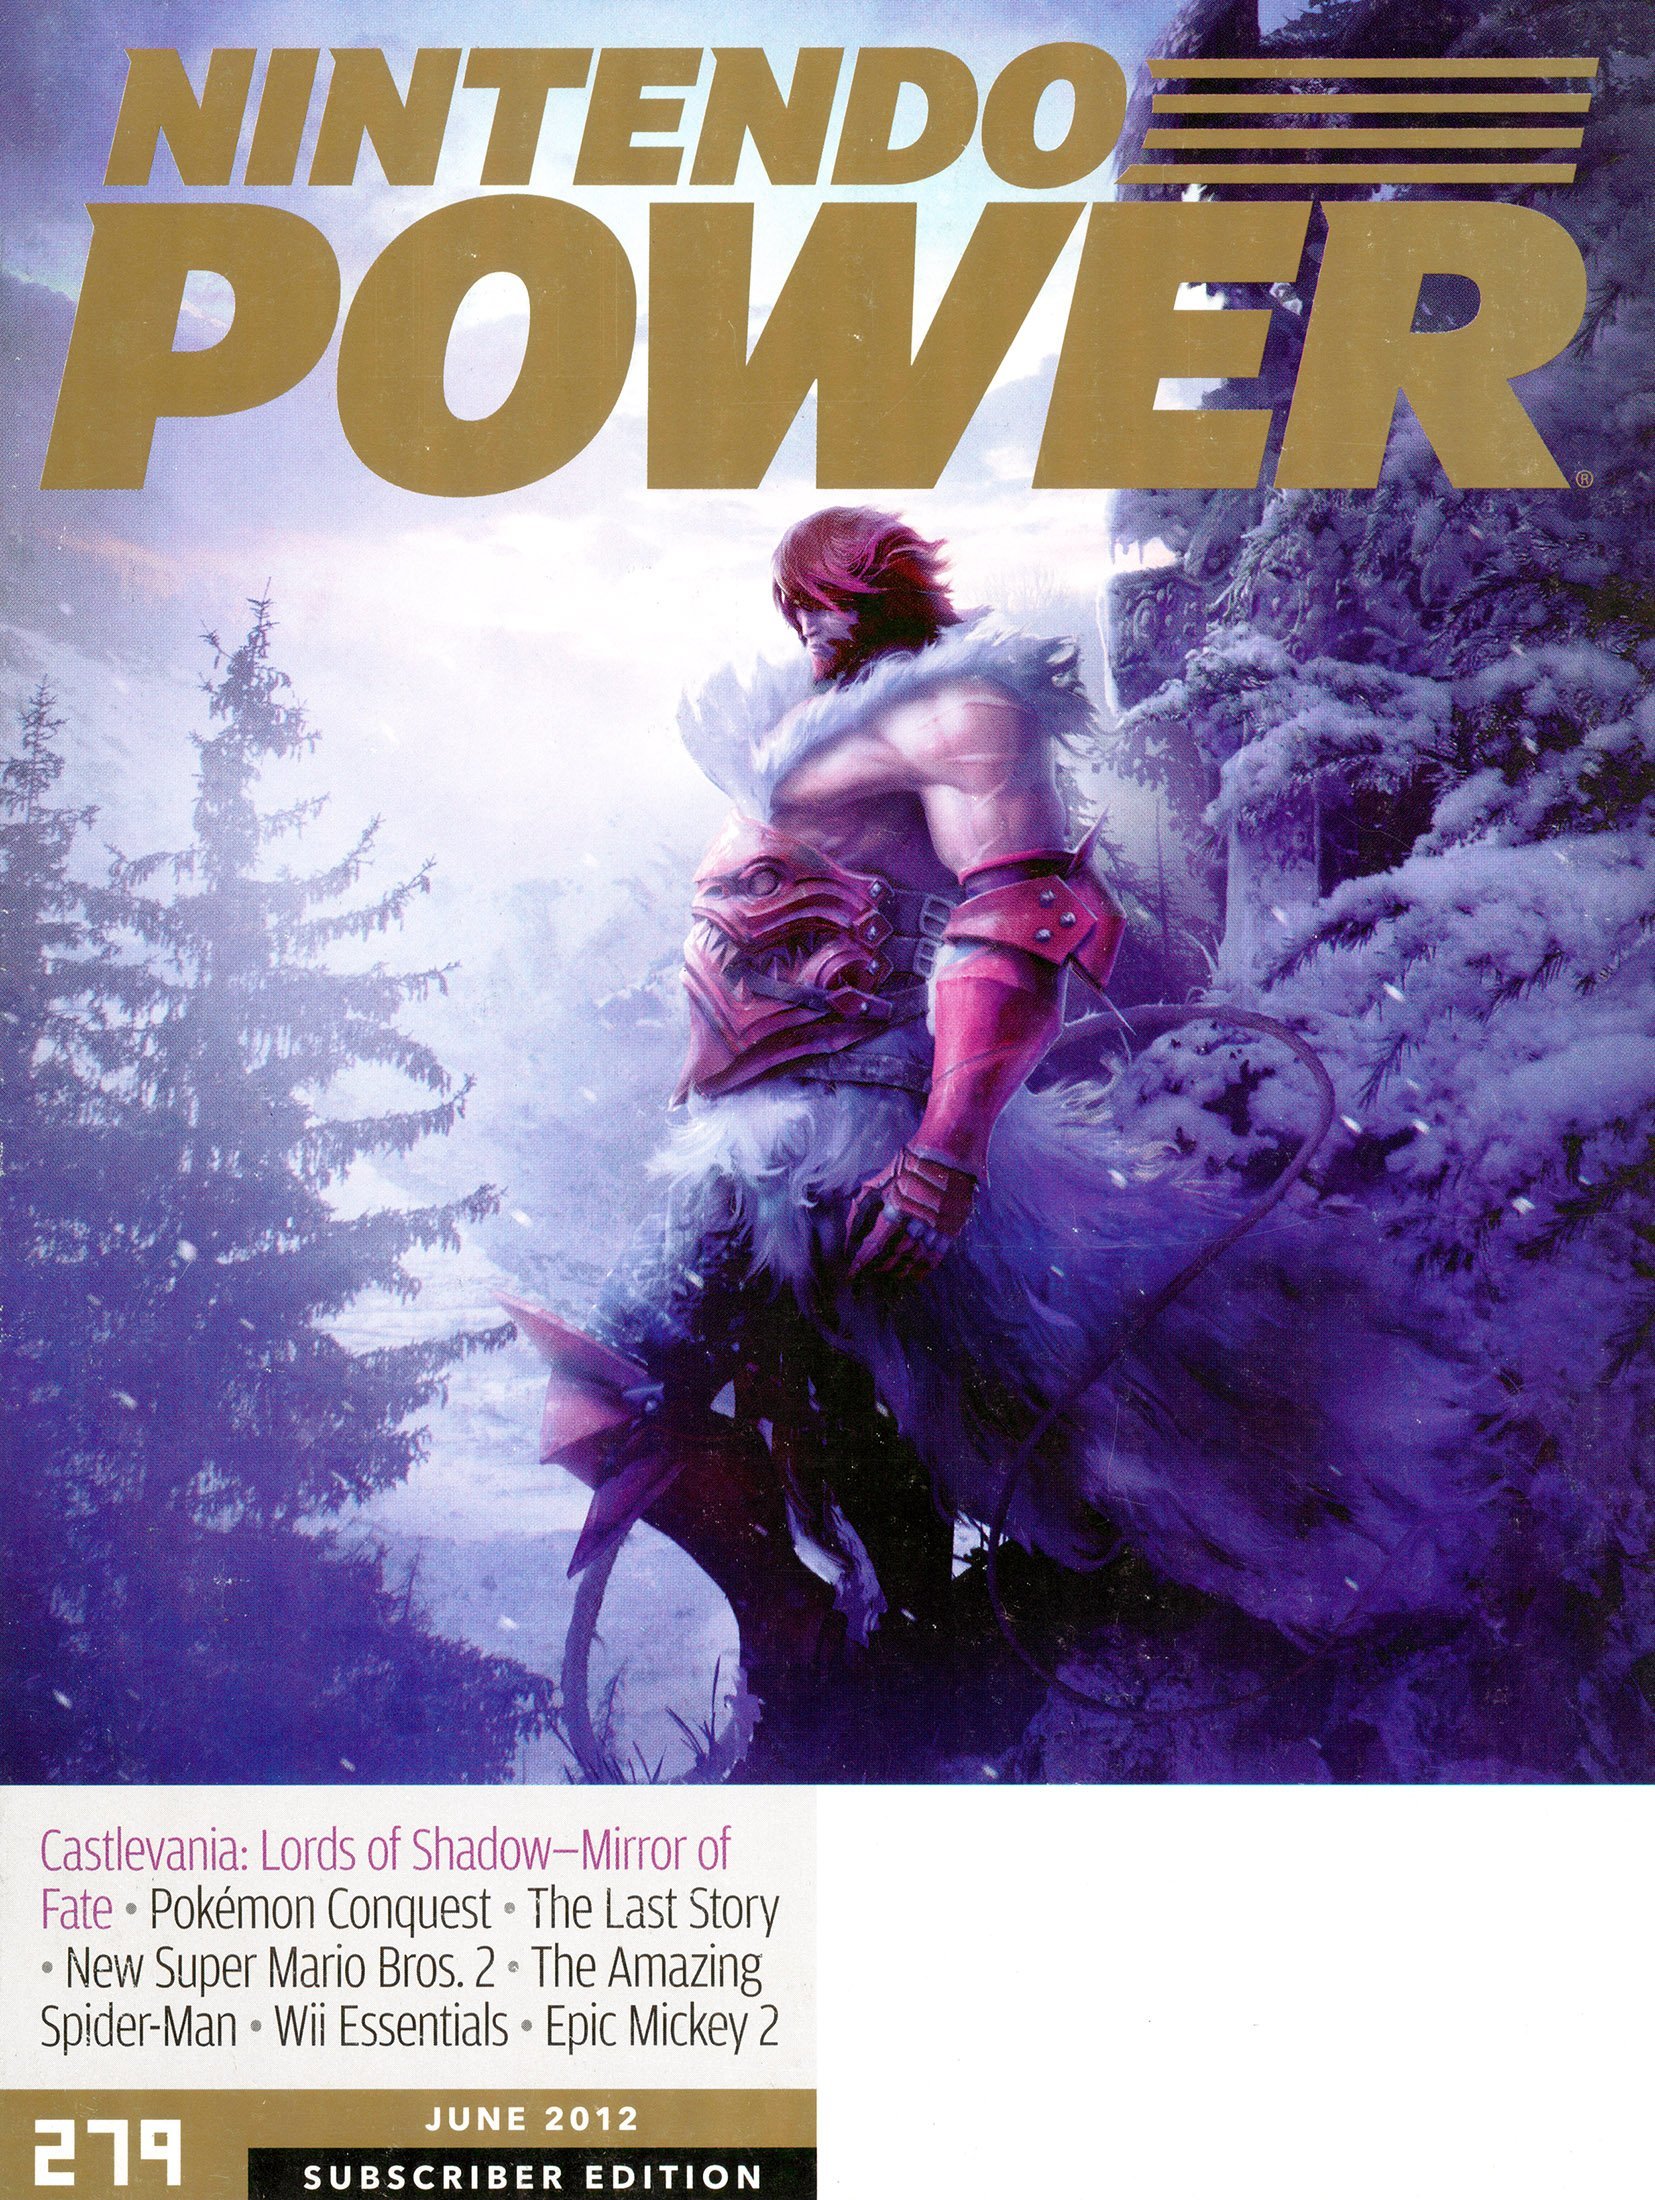 NINTENDO
POWER®
Castlevania: Lords of Shadow–Mirror of
Fate • Pokémon Conquest • The Last Story
• New Super Mario Bros. 2 • The Amazing
Spider-Man • Wii Essentials • Epic Mickey 2
279
JUNE 2012
SUBSCRIBER EDITION